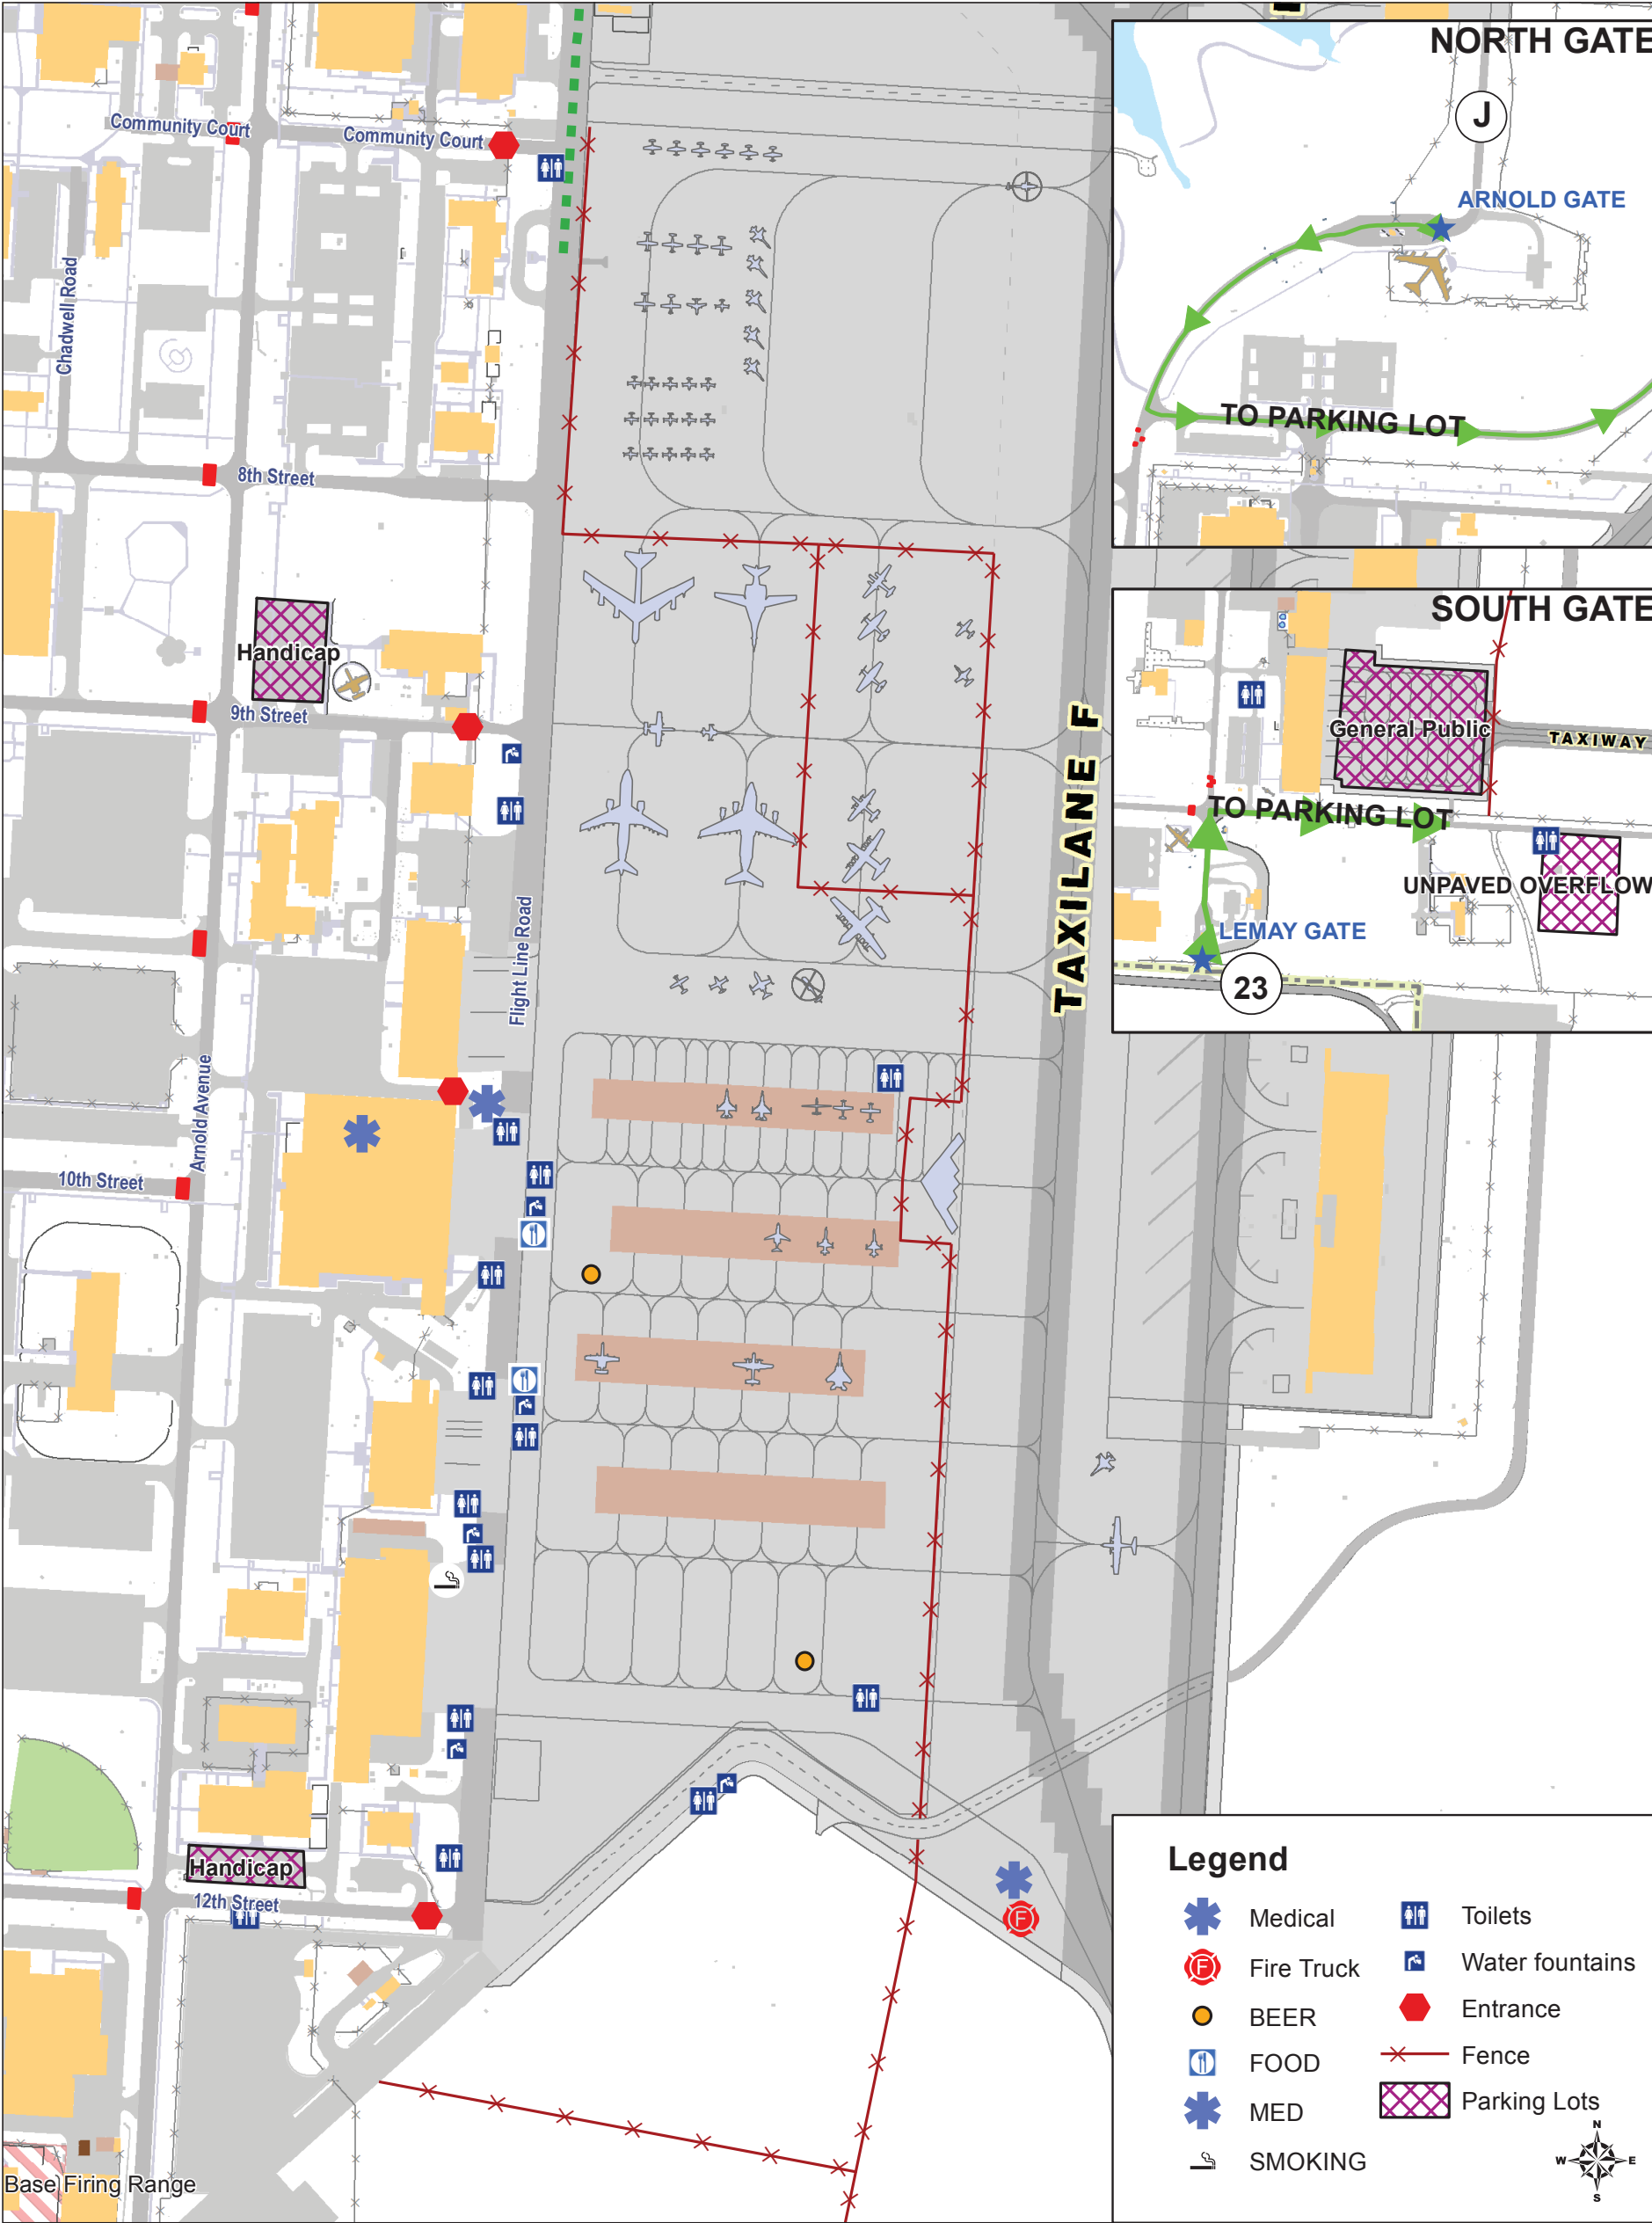 NORTH GATE
J
Community Court
Community Court
ARNOLD GATE
Chadwell Road
TO PARKING LOT
8th Street
SOUTH GATE
Handicap
9th Street
General Public
TAXIWAY
TAXILANE F
TO PARKING LOT
UNPAVED OVERFLOW
LEMAY GATE
23
Flight Line Road
Arnold Avenue
10th Street
Handicap
12th Street
F
Legend
Medical
Toilets
F
Fire Truck
Water fountains
BEER
Entrance
FOOD
Fence
MED
Parking Lots
SMOKING
N
W
E
S
Base Firing Range